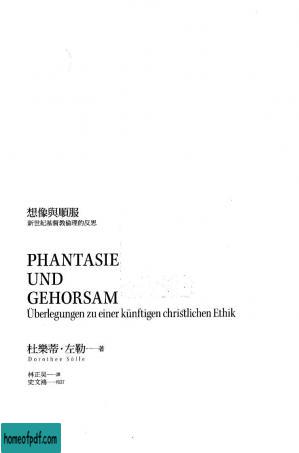 想像與順服
新世紀基督教倫理的反思
PHANTASIE
UND
GEHORSAM
Überlegungen zu einer künftigen christlichen Ethik
杜樂蒂·左勒——著
Dorothee Sölle
林正昊——譯
史文鴻——校訂
homeofpdf.com